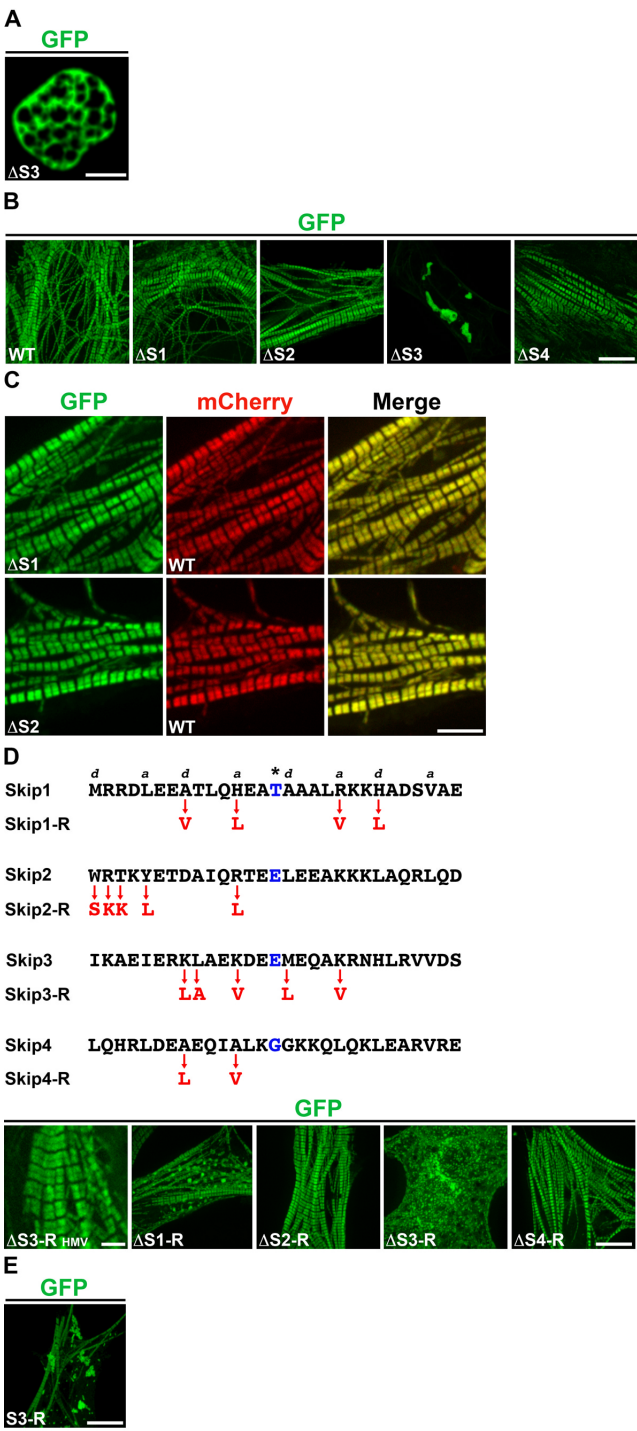 A
GFP
ΔS3
B
GFP
WT
ΔS1
ΔS2
ΔS3
ΔS4
C
GFP mCherry Merge
ΔS1
WT
ΔS2
WT
D
d a d a * d a d a
Skip1 MRRDLEEATLQHEATAAALRKKHADSVAE
Skip1-R V L V L
Skip2 WRTKYETDAIQRTEELEEAKKKLAQRLQD
Skip2-R SKK L L
Skip3 IKAEIERKLAEKDEEMEQAKRNHLRVVDS
Skip3-R LA V L V
Skip4 LQHRLDEAEQIALKGGKKQLQKLEARVRE
Skip4-R L V
GFP
ΔS3-R HMV
ΔS1-R
ΔS2-R
ΔS3-R
ΔS4-R
E
GFP
S3-R